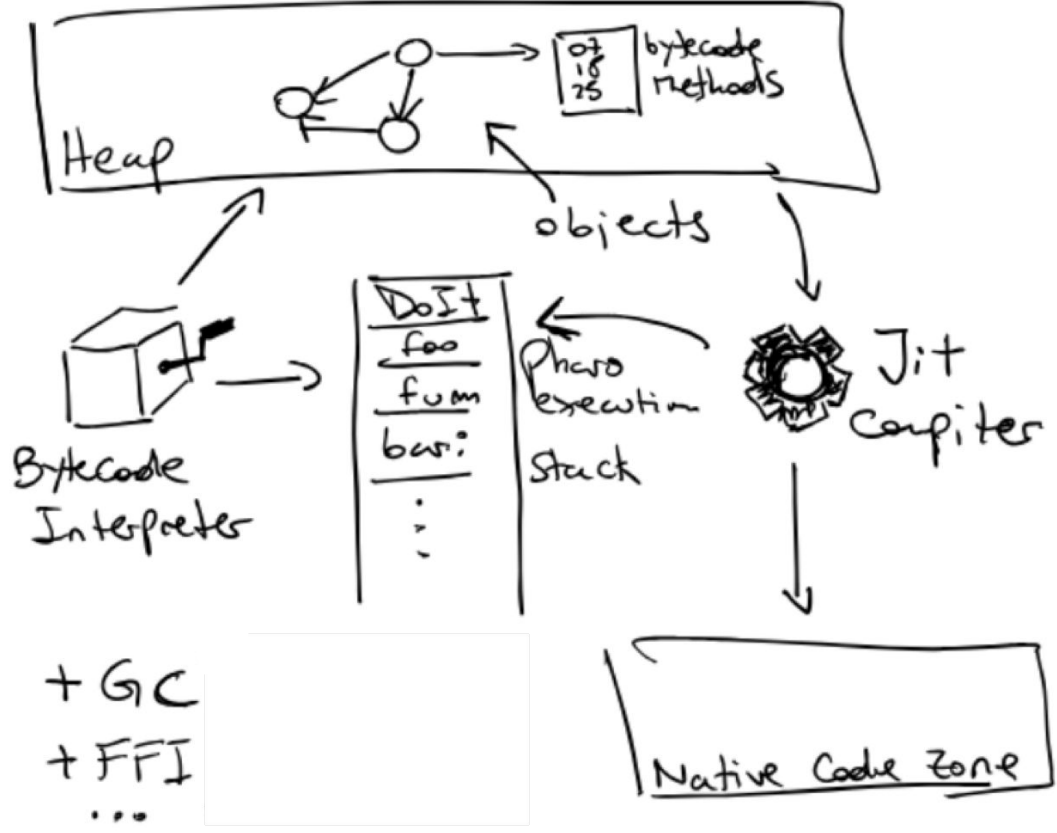 07
18
25
bytecode
methods
Heap
objects
DoIt
foo
fum
bar:
Pharo
execution
stack
Jit
Compiler
Bytecode
Interpreter
+ GC
+ FFI
...
Native Code Zone